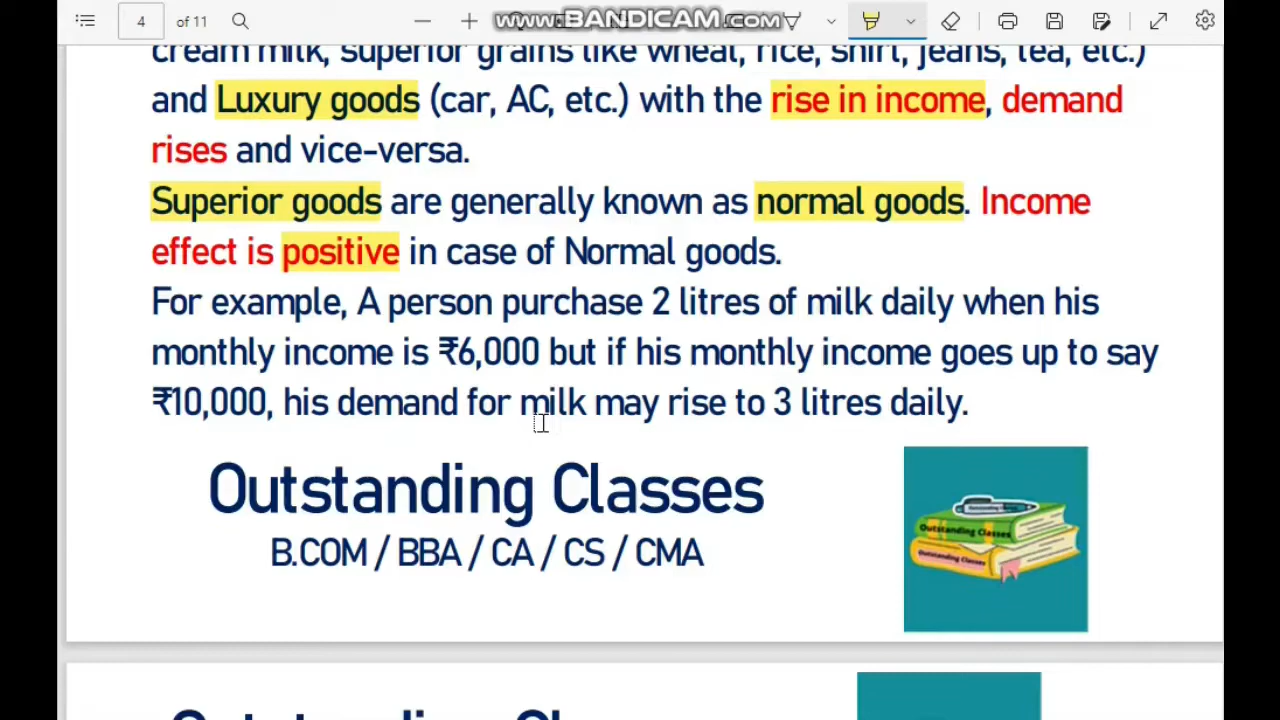 4 of 11
www.BANDICAM.com
cream milk, superior grains like wheat, rice, shirt, jeans, tea, etc.)
and Luxury goods (car, AC, etc.) with the rise in income, demand
rises and vice-versa.
Superior goods are generally known as normal goods. Income
effect is positive in case of Normal goods.
For example, A person purchase 2 litres of milk daily when his
monthly income is ₹6,000 but if his monthly income goes up to say
₹10,000, his demand for milk may rise to 3 litres daily.
Outstanding Classes
B.COM / BBA / CA / CS / CMA
Outstanding Classes
Outstanding Classes